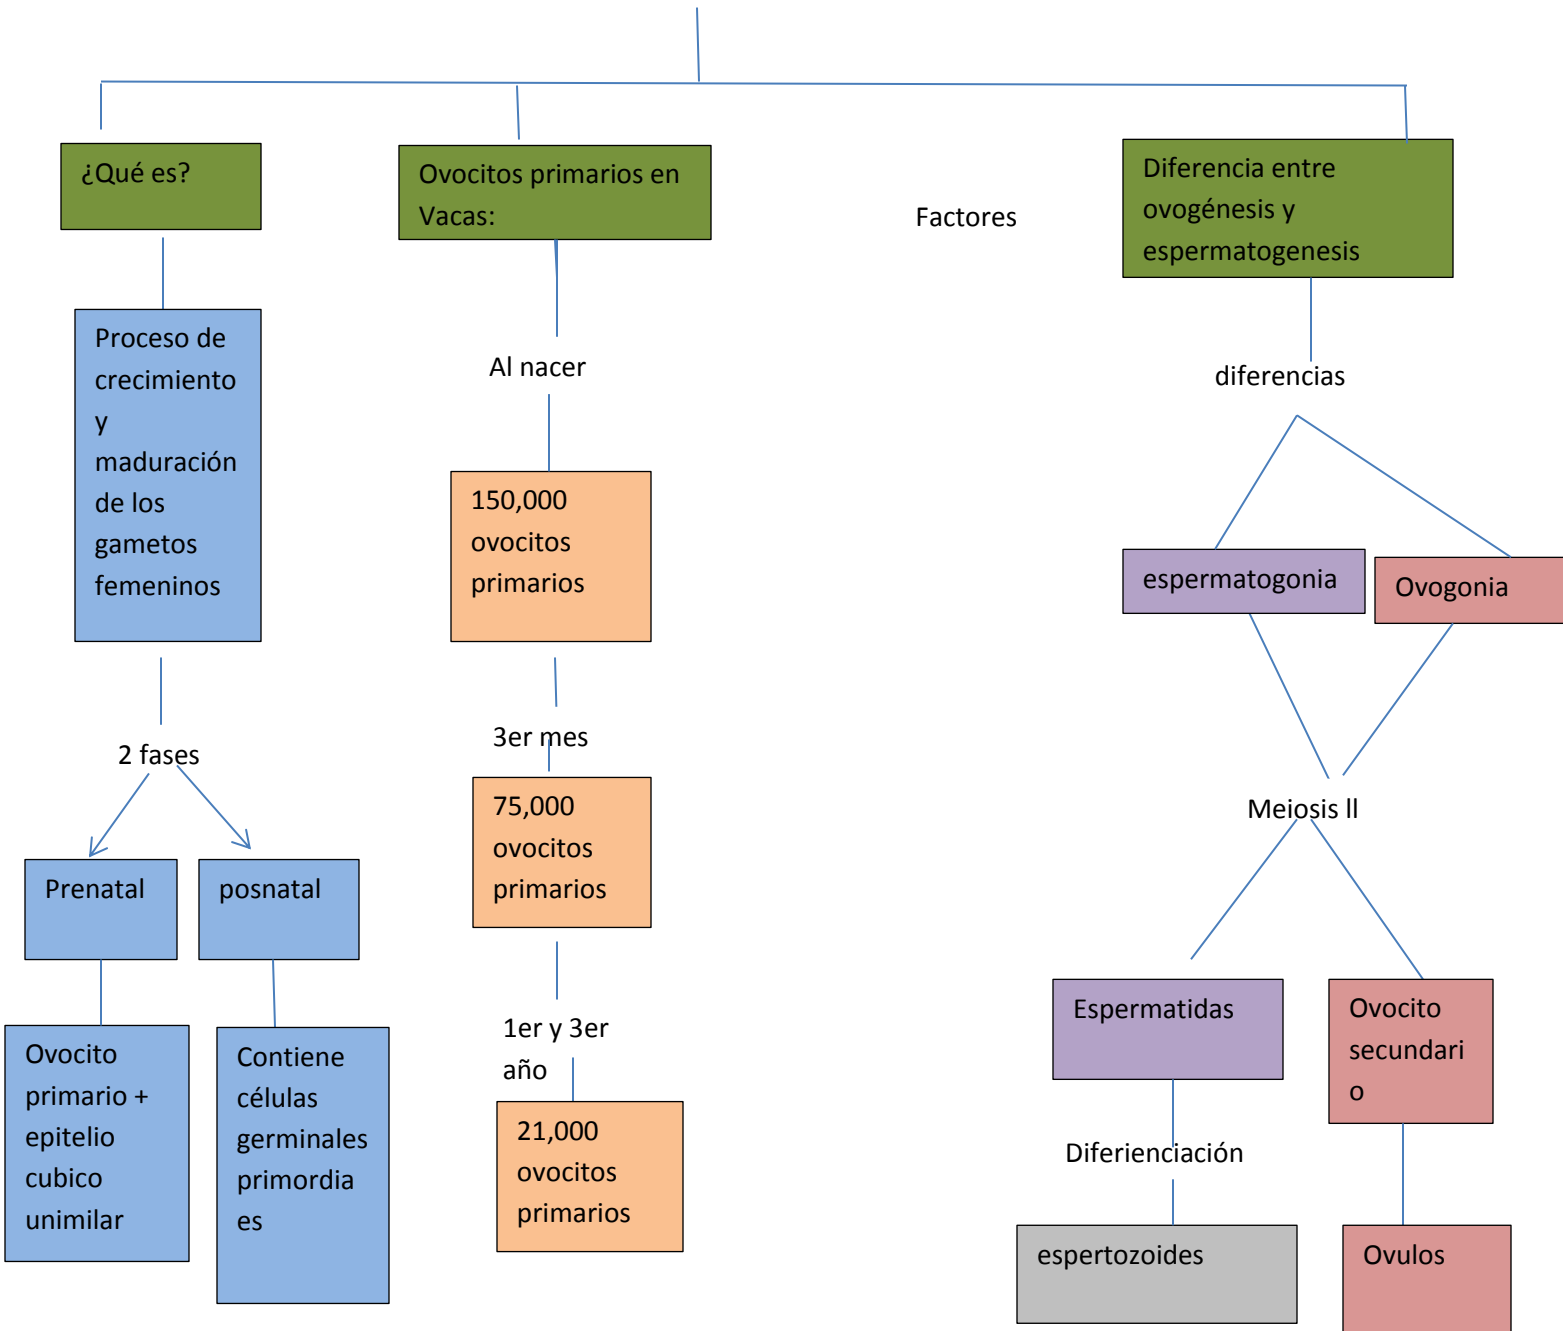 ¿Qué es?
Proceso de
crecimiento
y
maduración
de los
gametos
femeninos
2 fases
Prenatal
posnatal
Ovocito
primario +
epitelio
cubico
unimilar
Contiene
células
germinales
primordia
es
Ovocitos primarios en
Vacas:
Al nacer
150,000
ovocitos
primarios
3er mes
75,000
ovocitos
primarios
1er y 3er
año
21,000
ovocitos
primarios
Factores
Diferencia entre
ovogénesis y
espermatogenesis
diferencias
espermatogonia
Ovogonia
Meiosis ll
Espermatidas
Ovocito
secundari
o
Diferienciación
espertozoides
Ovulos